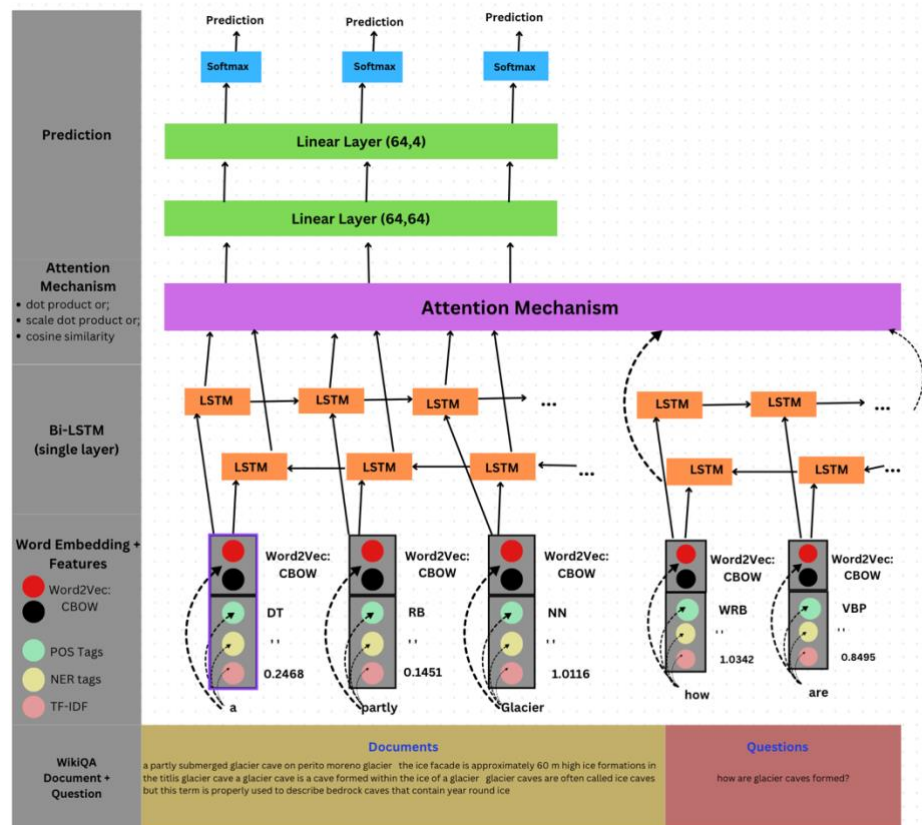 Prediction
Prediction
Prediction
Softmax
Softmax
Softmax
Prediction
Linear Layer (64,4)
Linear Layer (64,64)
Attention
Mechanism
• dot product or;
• scale dot product or;
• cosine similarity
Attention Mechanism
Bi-LSTM
(single layer)
LSTM
LSTM
LSTM
...
LSTM
LSTM
...
LSTM
LSTM
LSTM
...
LSTM
LSTM
...
Word Embedding +
Features
Word2Vec:
CBOW
POS Tags
NER tags
TF-IDF
Word2Vec:
CBOW
DT
' '
0.2468
a
Word2Vec:
CBOW
RB
' '
0.1451
partly
Word2Vec:
CBOW
NN
' '
1.0116
Glacier
Word2Vec:
CBOW
WRB
' '
1.0342
how
Word2Vec:
CBOW
VBP
' '
0.8495
are
WikiQA
Document +
Question
Documents
a partly submerged glacier cave on perito moreno glacier the ice facade is approximately 60 m high ice formations in
the titlis glacier cave a glacier cave is a cave formed within the ice of a glacier glacier caves are often called ice caves
but this term is properly used to describe bedrock caves that contain year round ice
Questions
how are glacier caves formed?